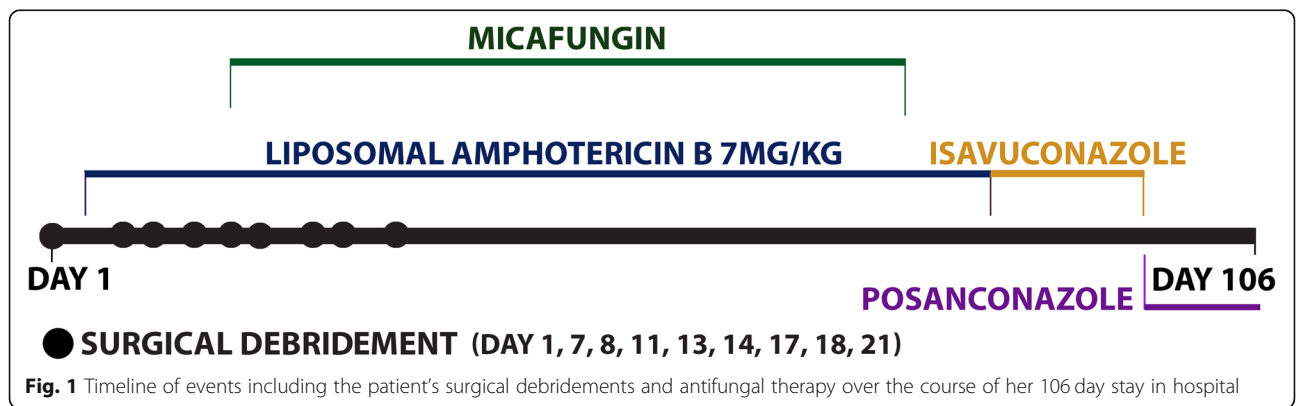 MICAFUNGIN
LIPOSOMAL AMPHOTERICIN B 7MG/KG
ISAVUCONAZOLE
DAY 1
DAY 106
POSANCONAZOLE
SURGICAL DEBRIDEMENT (DAY 1, 7, 8, 11, 13, 14, 17, 18, 21)
Fig. 1 Timeline of events including the patient's surgical debridements and antifungal therapy over the course of her 106 day stay in hospital